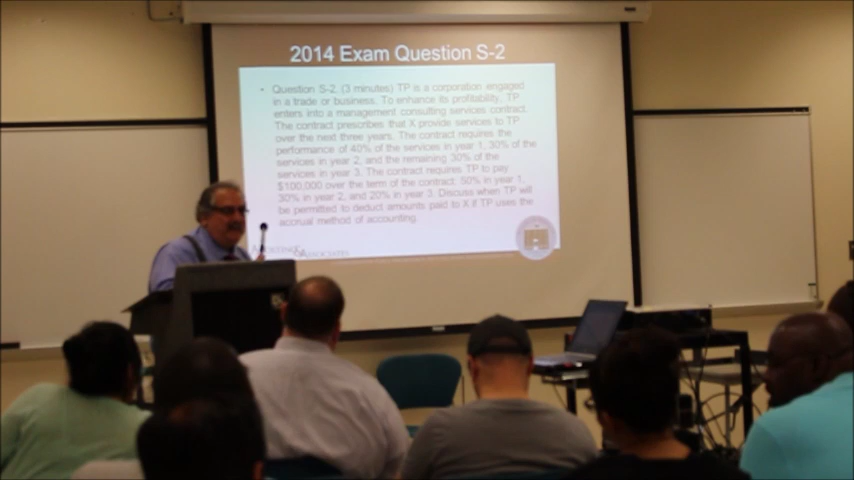 2014 Exam Question S-2
• Question S-2. (3 minutes) TP is a corporation engaged
in a trade or business. To enhance its profitability, TP
enters into a management consulting services contract.
The contract prescribes that X provide services to TP
over the next three years. The contract requires the
performance of 40% of the services in year 1, 30% of the
services in year 2, and the remaining 30% of the
services in year 3. The contract requires TP to pay
$100,000 over the term of the contract: 50% in year 1,
30% in year 2, and 20% in year 3. Discuss when TP will
be permitted to deduct amounts paid to X if TP uses the
accrual method of accounting.